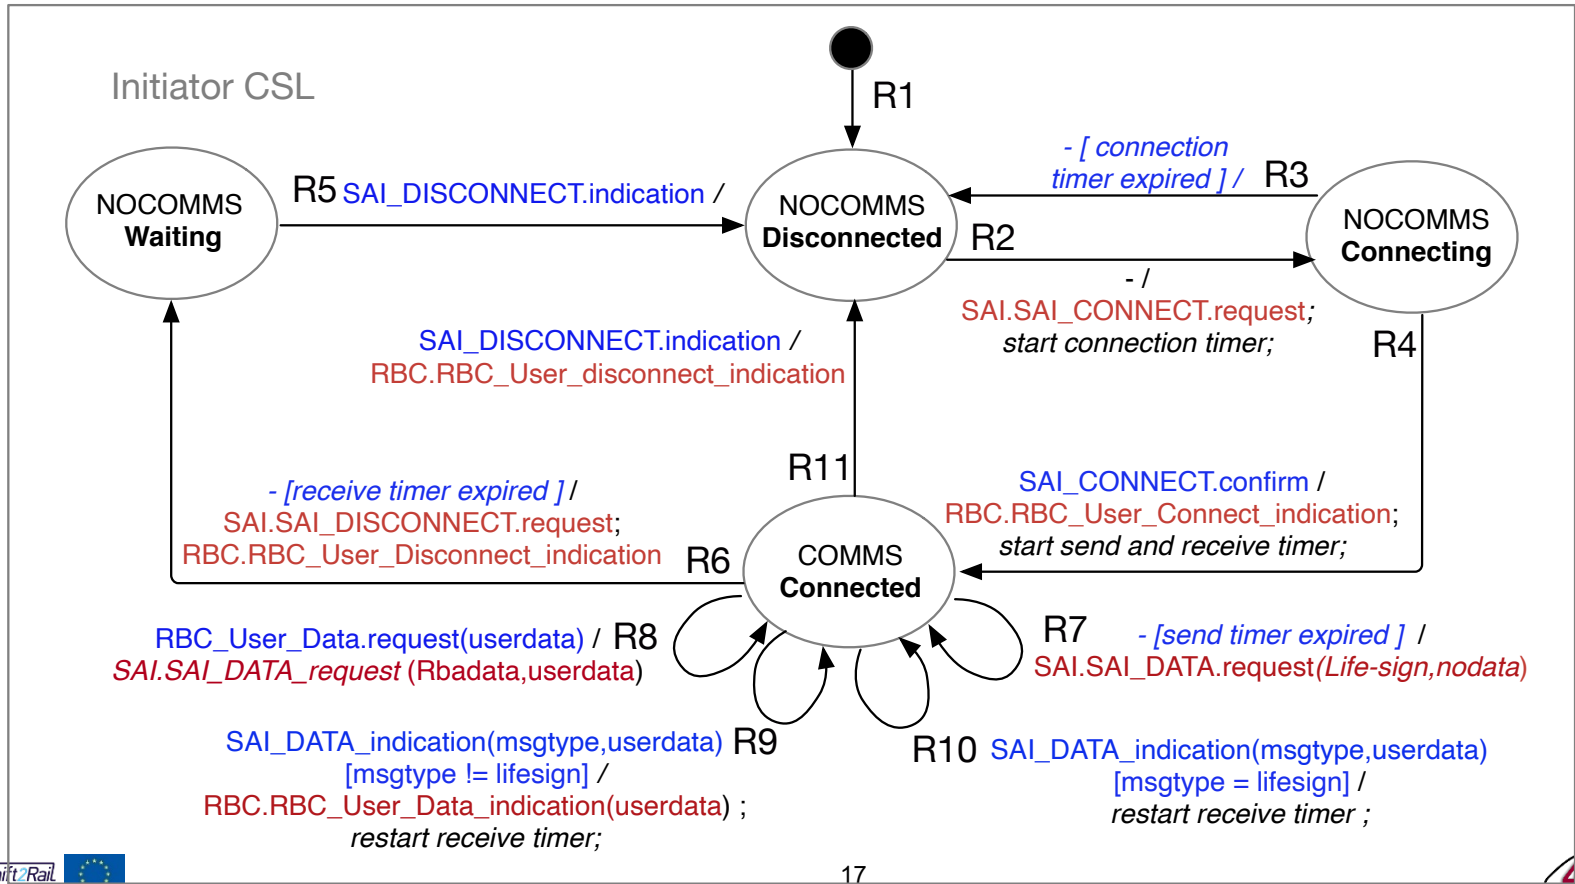 Initiator CSL
R1
- [ connection
timer expired ] /
R3
NOCOMMS
Waiting
R5 SAI_DISCONNECT.indication /
NOCOMMS
Disconnected
R2
NOCOMMS
Connecting
- /
SAI.SAI_CONNECT.request;
start connection timer;
R4
SAI_DISCONNECT.indication /
RBC.RBC_User_disconnect_indication
R11
- [receive timer expired ] /
SAI.SAI_DISCONNECT.request;
RBC.RBC_User_Disconnect_indication
R6
SAI_CONNECT.confirm /
RBC.RBC_User_Connect_indication;
start send and receive timer;
COMMS
Connected
RBC_User_Data.request(userdata) / R8
SAI.SAI_DATA_request (Rbadata,userdata)
R7 - [send timer expired ] /
SAI.SAI_DATA.request(Life-sign,nodata)
SAI_DATA_indication(msgtype,userdata) R9
[msgtype != lifesign] /
RBC.RBC_User_Data_indication(userdata) ;
restart receive timer;
R10 SAI_DATA_indication(msgtype,userdata)
[msgtype = lifesign] /
restart receive timer ;
ift2Rail
17